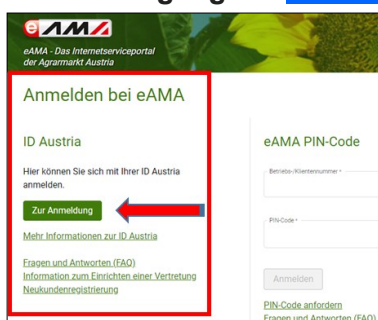 eAMA
eAMA - Das Internetserviceportal
der Agrarmarkt Austria
Anmelden bei eAMA
ID Austria
Hier können Sie sich mit Ihrer ID Austria
anmelden.
Zur Anmeldung
Mehr Informationen zur ID Austria
Fragen und Antworten (FAQ)
Information zum Einrichten einer Vertretung
Neukundenregistrierung
eAMA PIN-Code
Betriebs-/Klientennummer *
PIN-Code *
Anmelden
PIN-Code anfordern
Fragen und Antworten (FAQ)